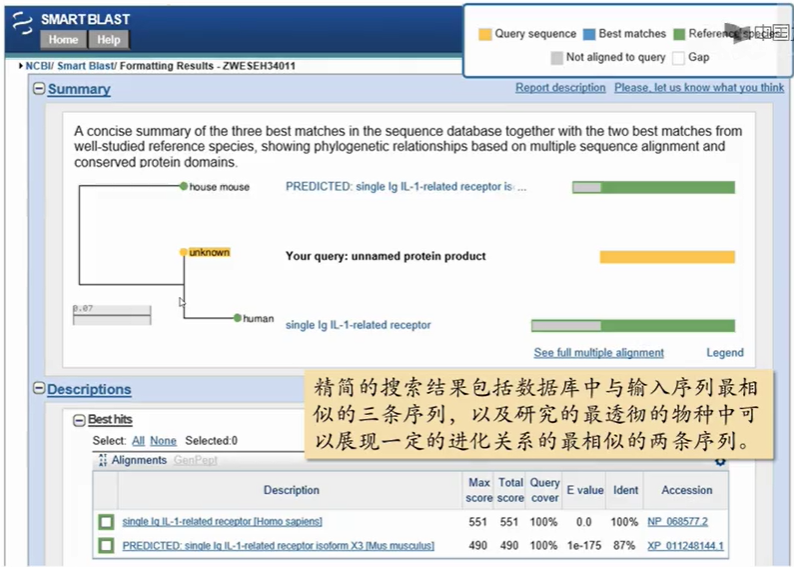 SMARTBLAST
Home Help
Query sequence Best matches Reference species
Not aligned to query Gap
NCBI/ Smart Blast/ Formatting Results - ZWESEH34011
Summary
Report description Please, let us know what you think
A concise summary of the three best matches in the sequence database together with the two best matches from
well-studied reference species, showing phylogenetic relationships based on multiple sequence alignment and
conserved protein domains.
house mouse PREDICTED: single Ig IL-1-related receptor is ...
unknown Your query: unnamed protein product
0.07
human single Ig IL-1-related receptor
See full multiple alignment Legend
精简的搜索结果包括数据库中与输入序列最相
似的三条序列，以及研究的最透彻的物种中可
以展现一定的进化关系的最相似的两条序列。
Descriptions
Best hits
Select: All None Selected:0
Alignments GenPept
Description Max score Total score Query cover E value Ident Accession
single Ig IL-1-related receptor [Homo sapiens] 551 551 100% 0.0 100% NP_068577.2
PREDICTED: single Ig IL-1-related receptor isoform X3 [Mus musculus] 490 490 100% 1e-175 87% XP_011248144.1